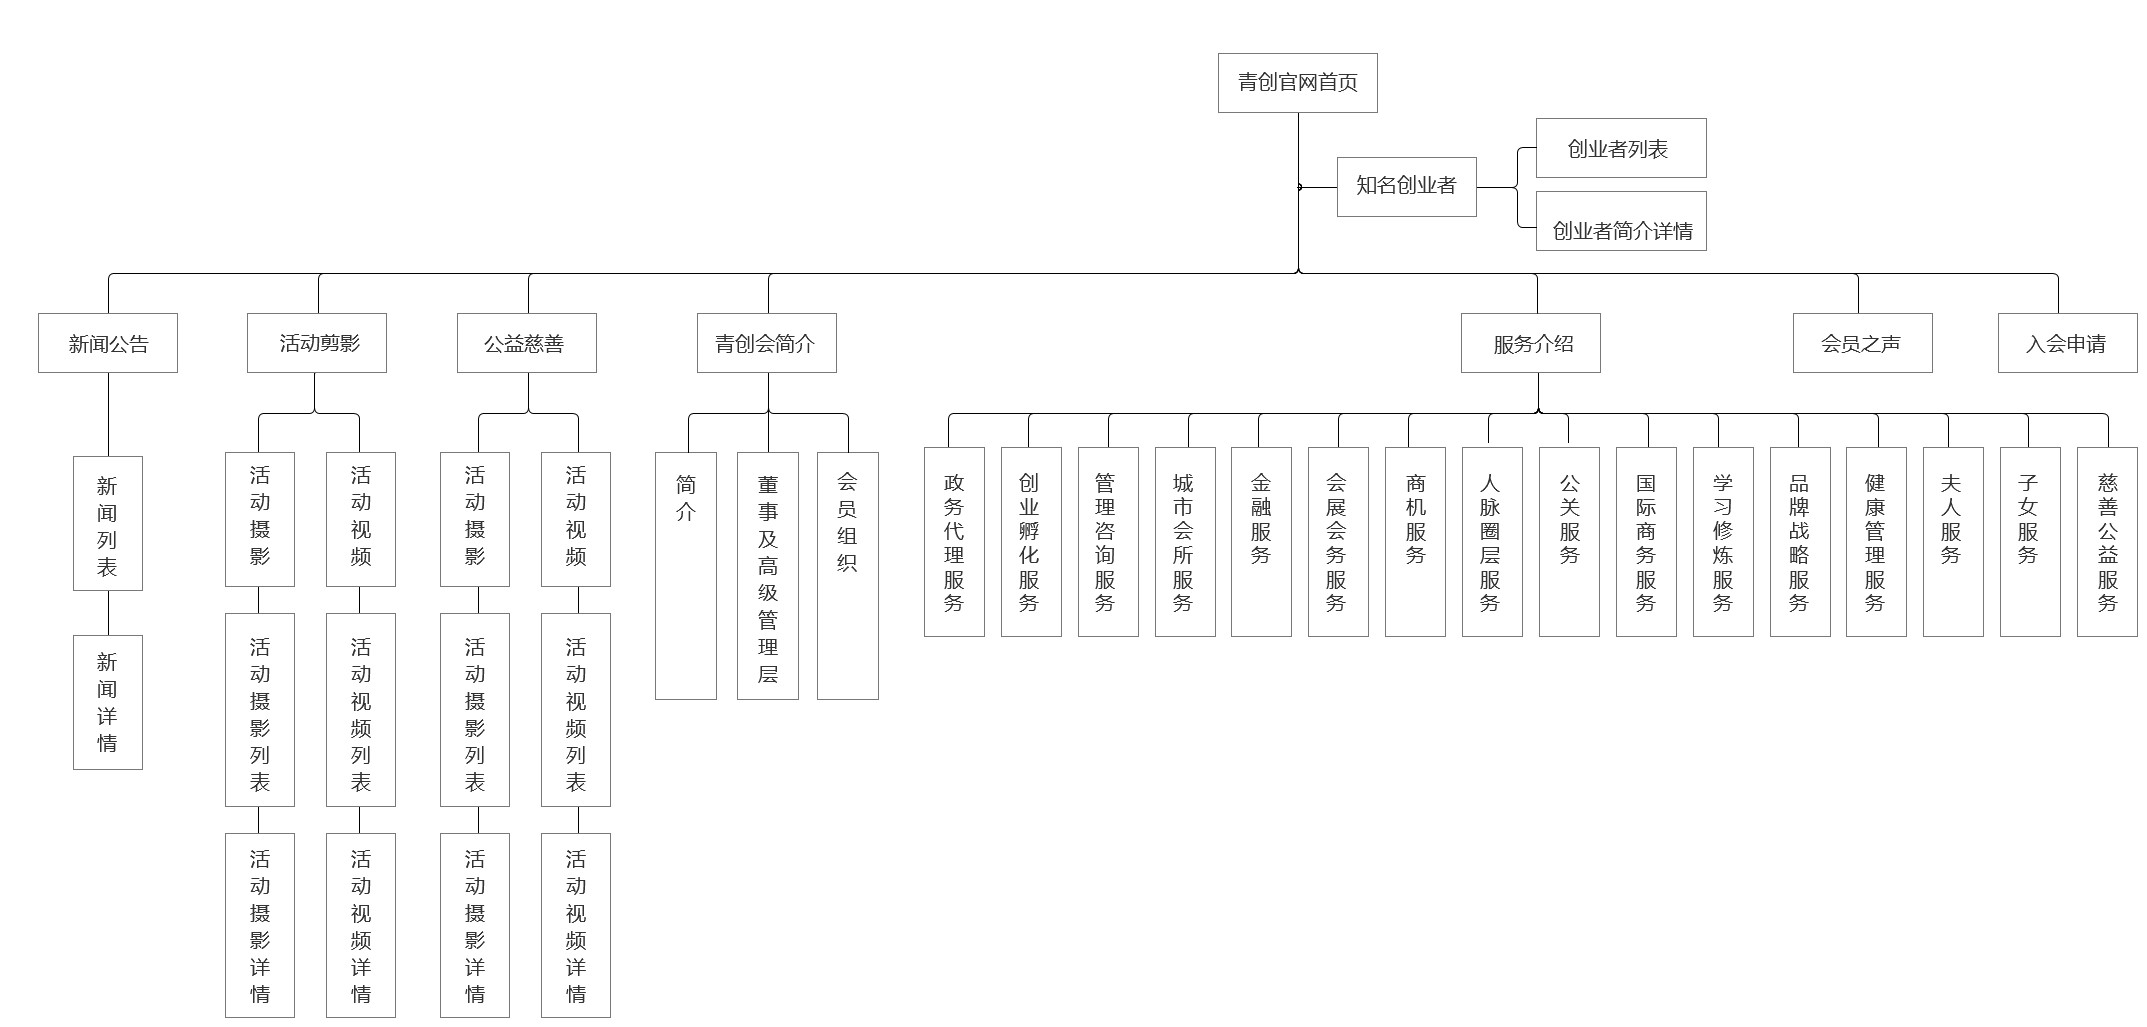 青创官网首页
知名创业者
创业者列表
创业者简介详情
新闻公告
活动剪影
公益慈善
青创会简介
服务介绍
会员之声
入会申请
新闻列表
新闻详情
活动摄影
活动视频
活动摄影列表
活动视频列表
活动摄影详情
活动视频详情
活动摄影
活动视频
活动摄影列表
活动视频列表
活动摄影详情
活动视频详情
简介
董事及高级管理层
会员组织
政务代理服务
创业孵化服务
管理咨询服务
城市会所服务
金融服务
会展会务服务
商机服务
人脉圈层服务
公关服务
国际商务服务
学习修炼服务
品牌战略服务
健康管理服务
夫人服务
子女服务
慈善公益服务